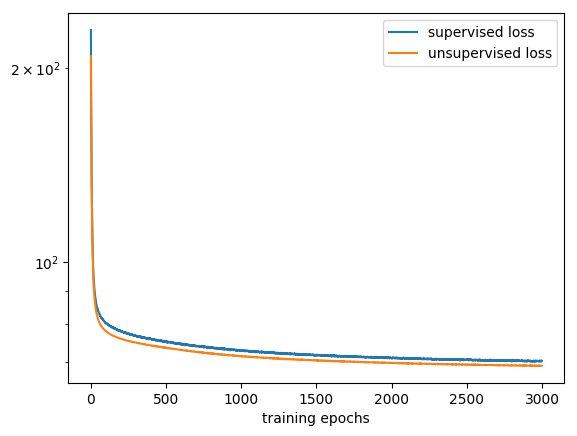 supervised loss
unsupervised loss
2 × 10²
10²
0 500 1000 1500 2000 2500 3000
training epochs